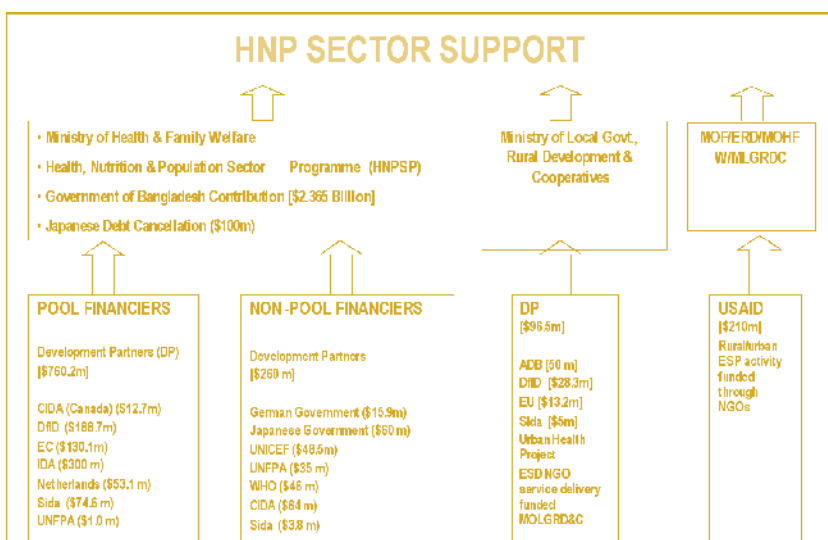 HNP SECTOR SUPPORT
• Ministry of Health & Family Welfare
• Health, Nutrition & Population Sector Programme (HNPSP)
• Government of Bangladesh Contribution [$2.365 Billion]
• Japanese Debt Cancellation ($100m)
Ministry of Local Govt.,
Rural Development &
Cooperatives
MOF/ERD/MOHF
W/MLGRDC
POOL FINANCIERS
Development Partners (DP)
[$760.2m]
CIDA (Canada) ($12.7m)
DfID ($188.7m)
EC ($130.1m)
IDA ($300 m)
Netherlands ($53.1 m)
Sida ($74.6 m)
UNFPA ($1.0 m)
NON-POOL FINANCIERS
Development Partners
[$260 m]
German Government ($15.9m)
Japanese Government ($60 m)
UNICEF ($48.5m)
UNFPA ($35 m)
WHO ($46 m)
CIDA ($64 m)
Sida ($3.8 m)
DP
[$96.5m]
ADB [50 m]
DfID [$28.3m]
EU [$13.2m]
Sida [$5m]
Urban Health
Project
ESD NGO
service delivery
funded
MOLGRD&C
USAID
[$210m]
Rural/urban
ESP activity
funded
through
NGOs